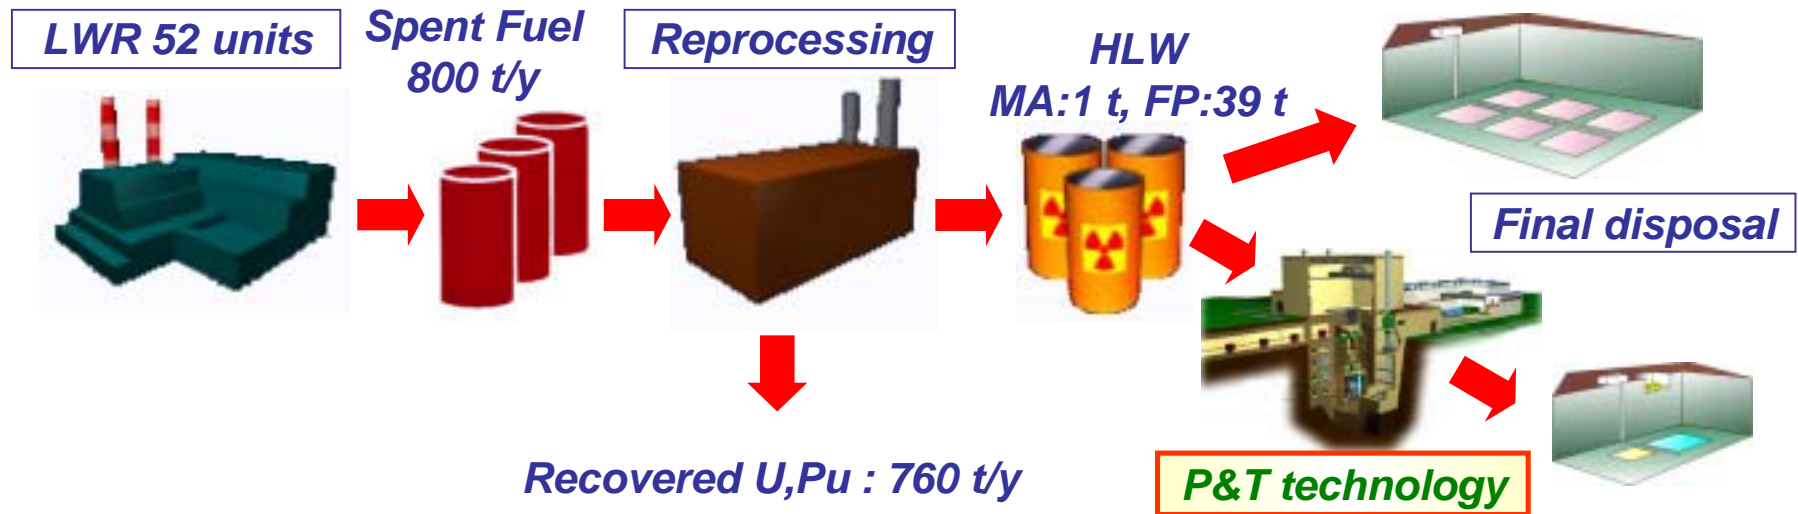 LWR 52 units
Spent Fuel
800 t/y
Reprocessing
HLW
MA:1 t, FP:39 t
Final disposal
Recovered U,Pu : 760 t/y
P&T technology